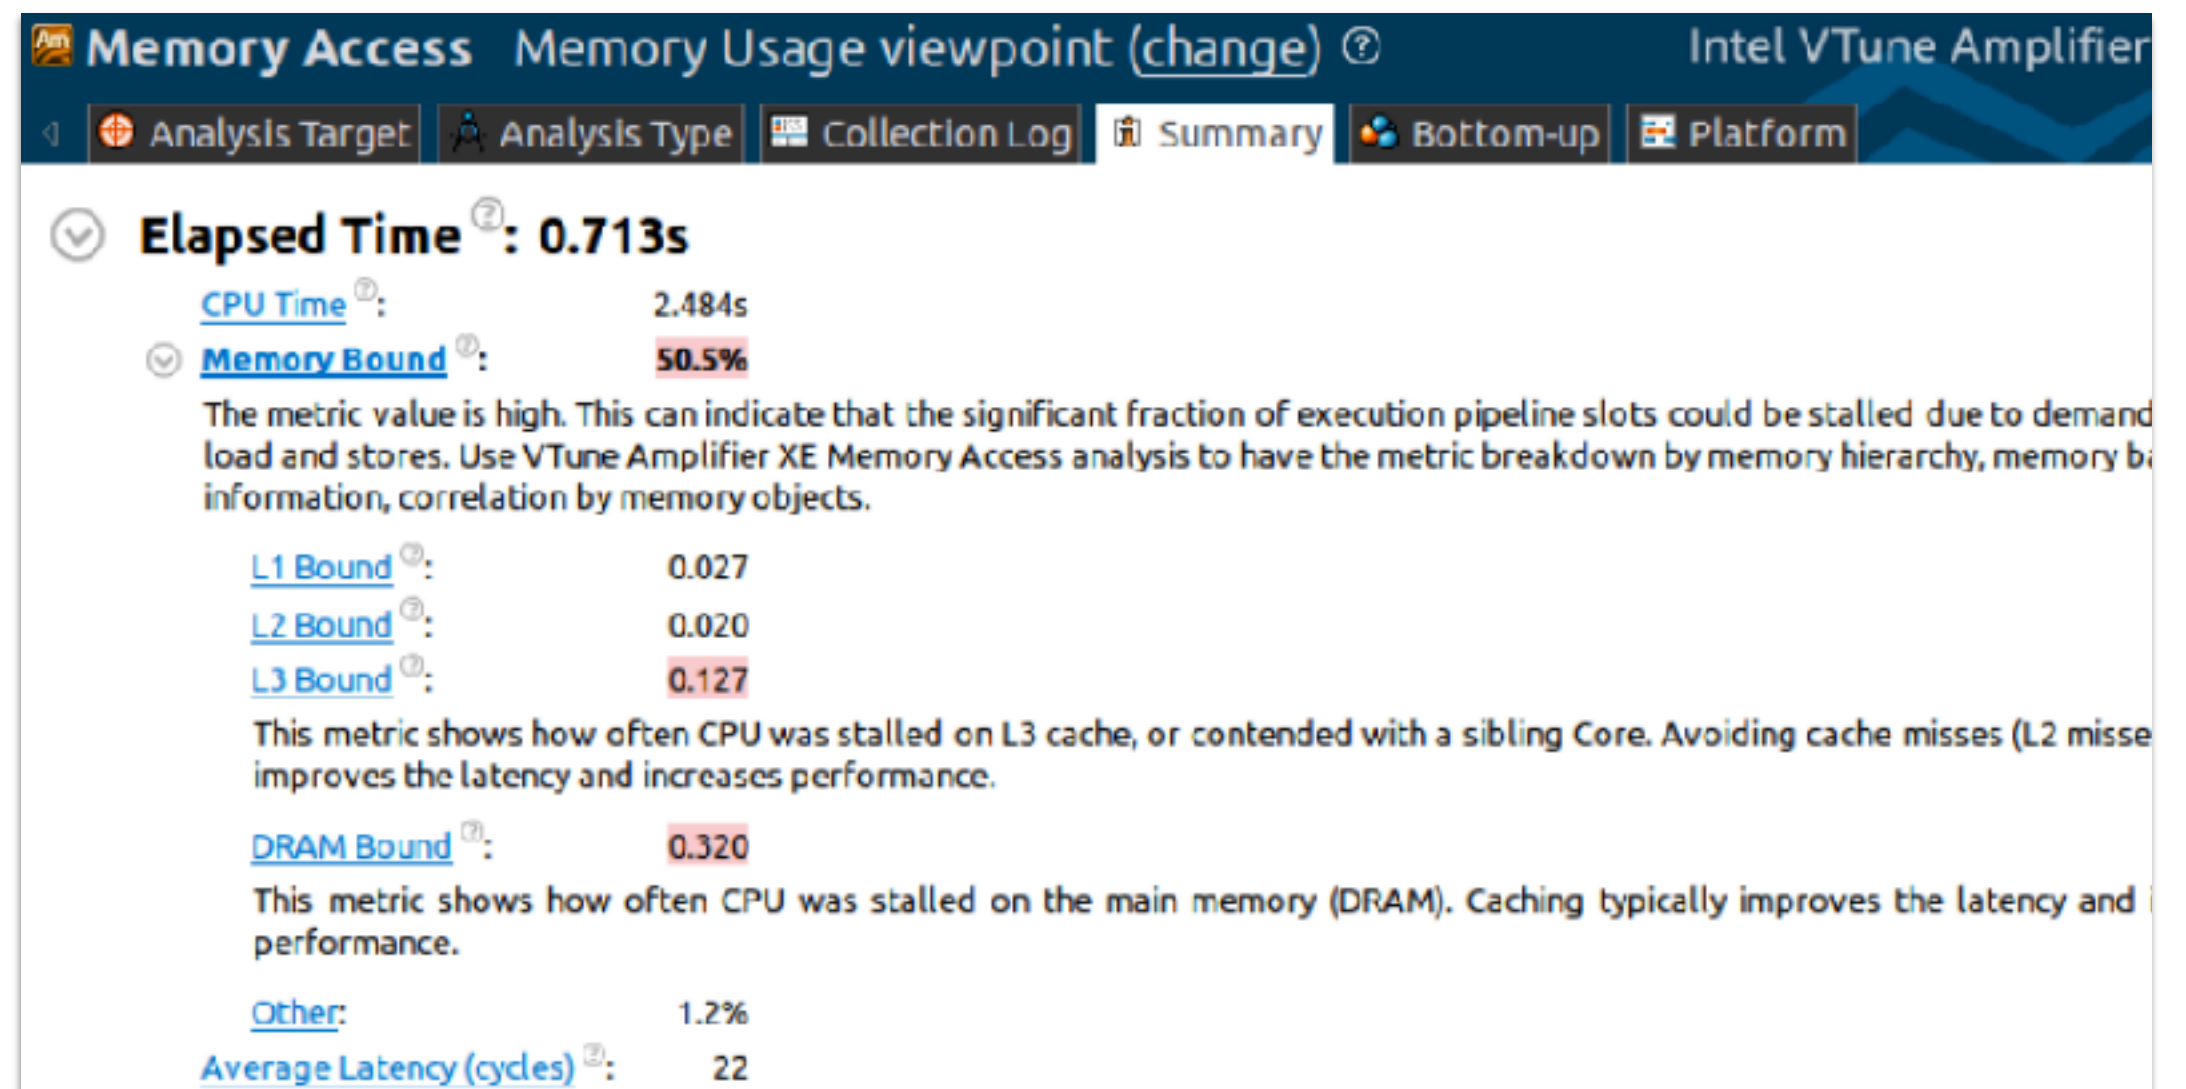 Am Memory Access Memory Usage viewpoint (change) ? Intel VTune Amplifier
Analysis Target Analysis Type Collection Log Summary Bottom-up Platform
Elapsed Time ?: 0.713s
CPU Time ?: 2.484s
Memory Bound ?: 50.5%
The metric value is high. This can indicate that the significant fraction of execution pipeline slots could be stalled due to demand
load and stores. Use VTune Amplifier XE Memory Access analysis to have the metric breakdown by memory hierarchy, memory
information, correlation by memory objects.
L1 Bound ?: 0.027
L2 Bound ?: 0.020
L3 Bound ?: 0.127
This metric shows how often CPU was stalled on L3 cache, or contended with a sibling Core. Avoiding cache misses (L2 misse
improves the latency and increases performance.
DRAM Bound ?: 0.320
This metric shows how often CPU was stalled on the main memory (DRAM). Caching typically improves the latency and
performance.
Other: 1.2%
Average Latency (cycles) ?: 22